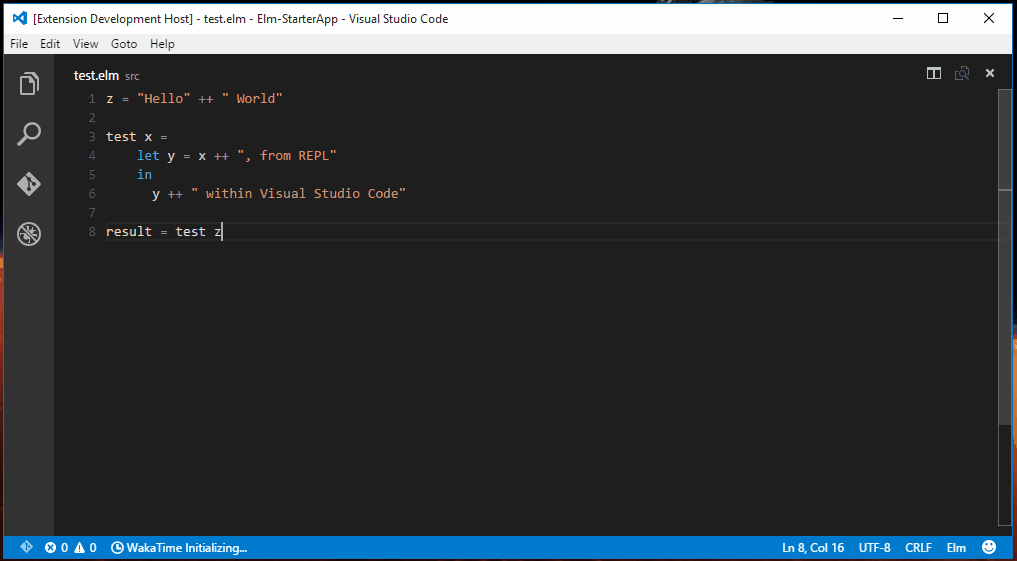 [Extension Development Host] - test.elm - Elm-StarterApp - Visual Studio Code
File Edit View Goto Help
test.elm src
1 z = "Hello" ++ " World"
2
3 test x =
4     let y = x ++ ", from REPL"
5     in
6       y ++ " within Visual Studio Code"
7
8 result = test z
0 0 WakaTime Initializing... Ln 8, Col 16 UTF-8 CRLF Elm